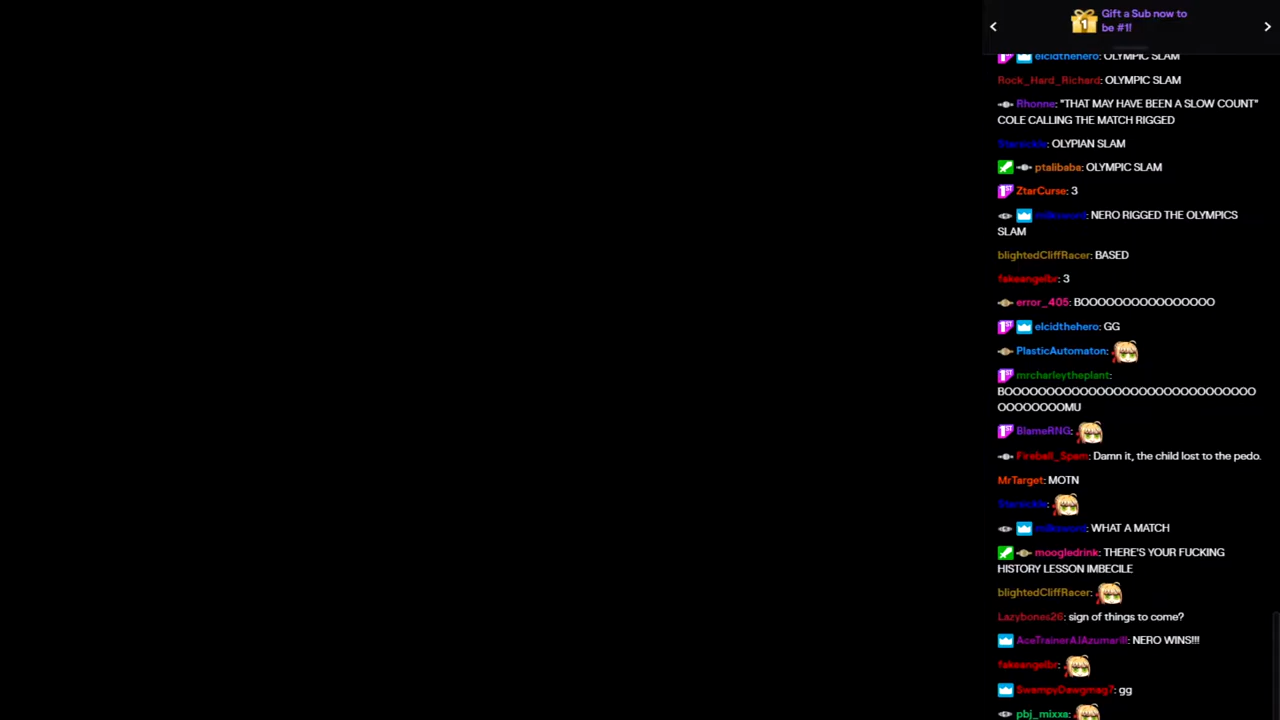 Gift a Sub now to
be #1!
1
elcidthehero: OLYMPIC SLAM
Rock_Hard_Richard: OLYMPIC SLAM
Rhonne: "THAT MAY HAVE BEEN A SLOW COUNT"
COLE CALLING THE MATCH RIGGED
OLYPIAN SLAM
ptalibaba: OLYMPIC SLAM
ZtarCurse: 3
NERO RIGGED THE OLYMPICS
SLAM
blightedCliffRacer: BASED
fakeangelbr: 3
error_405: BOOOOOOOOOOOOOOOO
elcidthehero: GG
PlasticAutomaton:
mrcharleytheplant:
BOOOOOOOOOOOOOOOOOOOOOOOOOOOOOO
OOOOOOOOMU
BlameRNG:
Fireball_Spam: Damn it, the child lost to the pedo.
MrTarget: MOTN
WHAT A MATCH
moogledrink: THERE'S YOUR FUCKING
HISTORY LESSON IMBECILE
blightedCliffRacer:
Lazybones26: sign of things to come?
AceTrainerAJAzumarill: NERO WINS!!!
fakeangelbr:
SwampyDawgmag7: gg
pbj_mixxa: